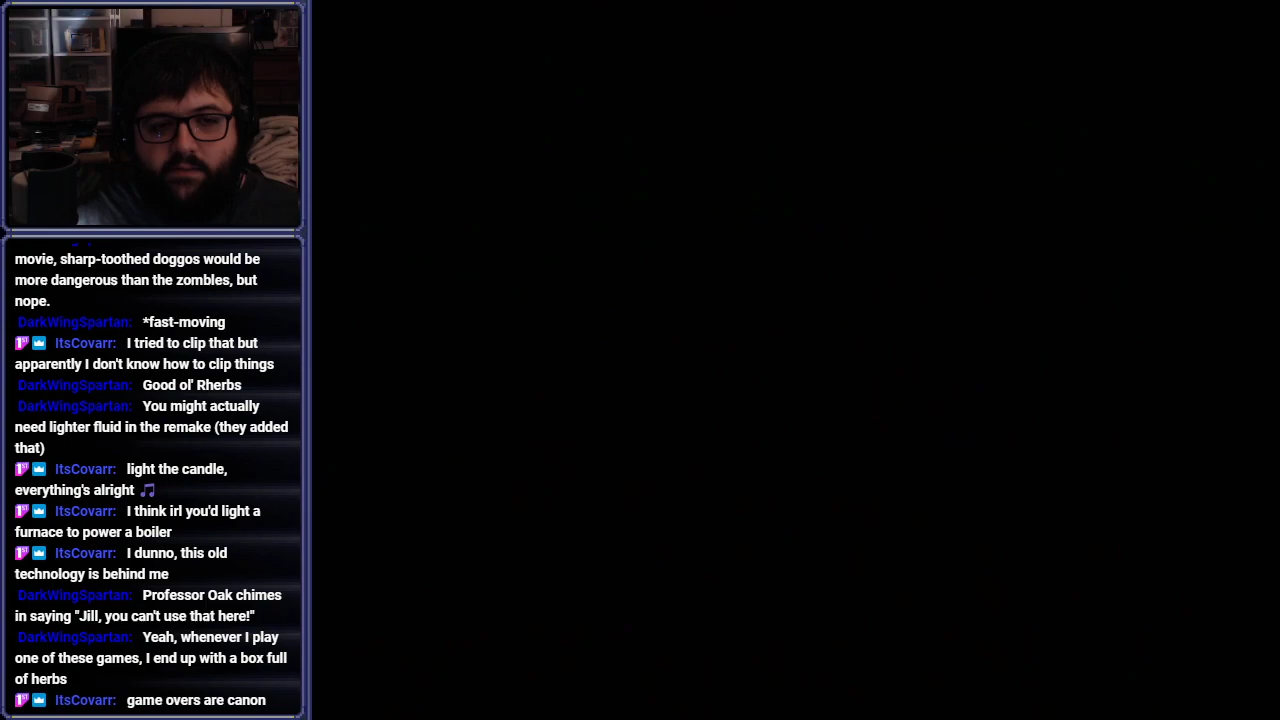 movie, sharp-toothed doggos would be
more dangerous than the zombles, but
nope.
DarkWingSpartan: *fast-moving
ItsCovarr: I tried to clip that but
apparently I don't know how to clip things
DarkWingSpartan: Good ol' Rherbs
DarkWingSpartan: You might actually
need lighter fluid in the remake (they added
that)
ItsCovarr: light the candle,
everything's alright 🎵
ItsCovarr: I think irl you'd light a
furnace to power a boiler
ItsCovarr: I dunno, this old
technology is behind me
DarkWingSpartan: Professor Oak chimes
in saying "Jill, you can't use that here!"
DarkWingSpartan: Yeah, whenever I play
one of these games, I end up with a box full
of herbs
ItsCovarr: game overs are canon